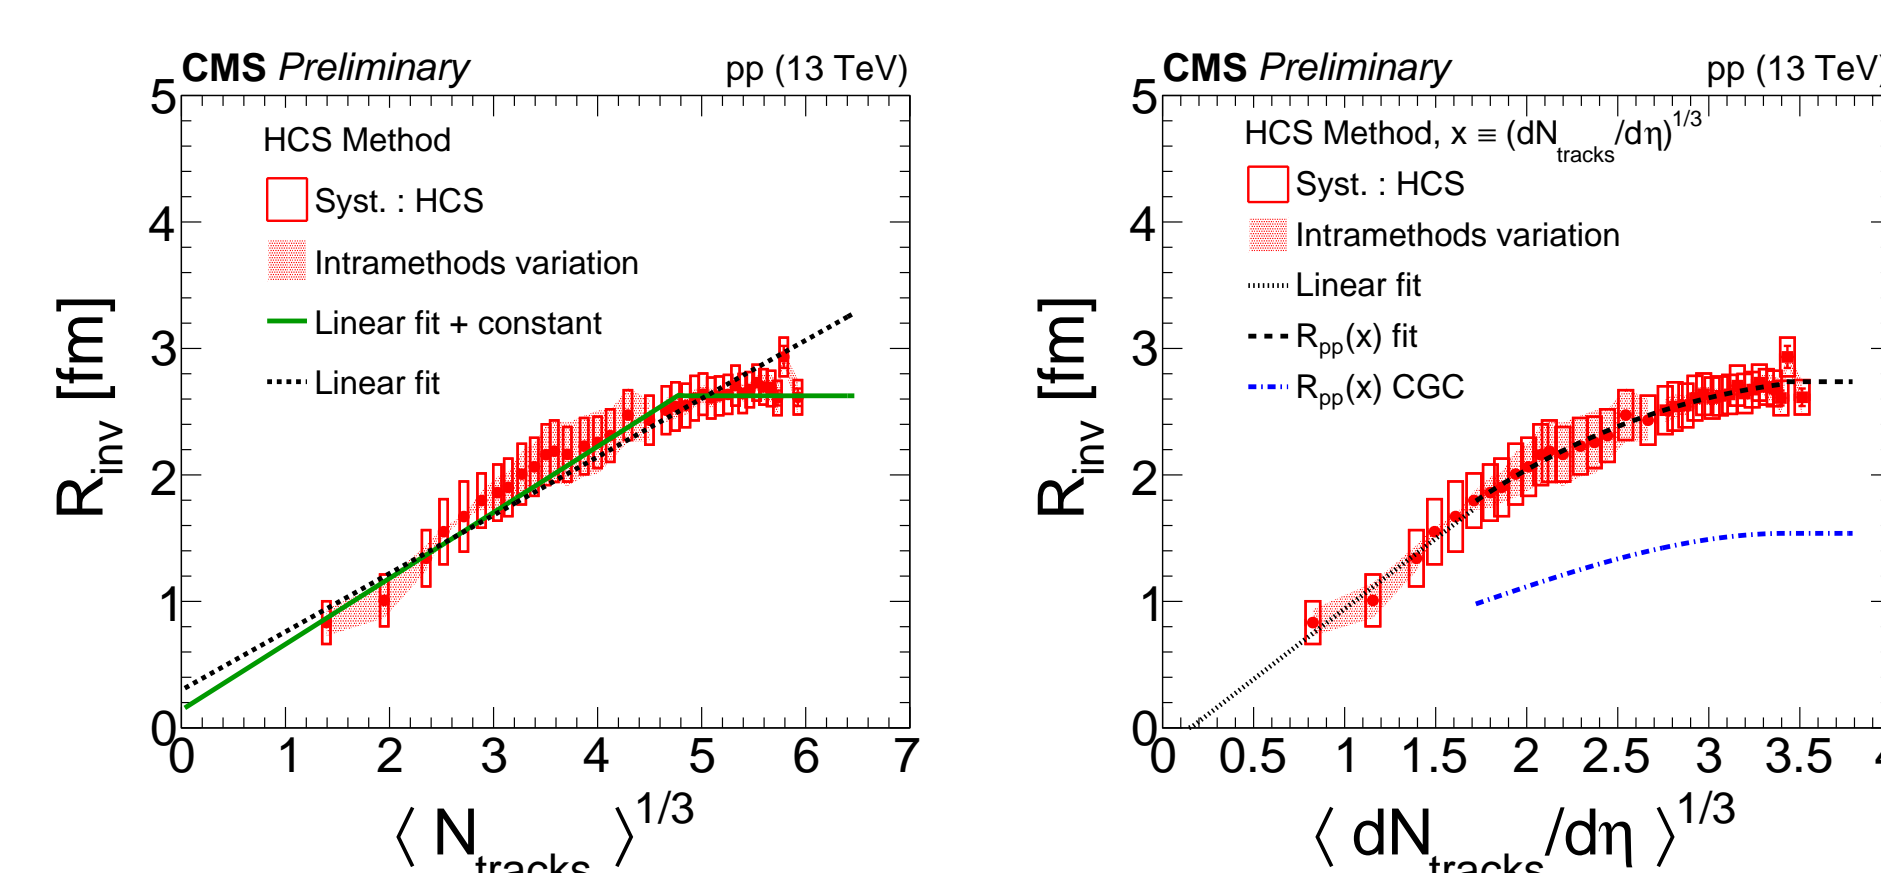 CMS Preliminary pp (13 TeV)
HCS Method
Syst. : HCS
Intramethods variation
Linear fit + constant
Linear fit
R_inv [fm]
5
4
3
2
1
0
0 1 2 3 4 5 6 7
⟨ N_tracks ⟩^1/3
CMS Preliminary pp (13 TeV)
HCS Method, x ≡ (dN_tracks/dη)^1/3
Syst. : HCS
Intramethods variation
Linear fit
R_pp(x) fit
R_pp(x) CGC
R_inv [fm]
5
4
3
2
1
0
0 0.5 1 1.5 2 2.5 3 3.5 4
⟨ dN_tracks/dη ⟩^1/3